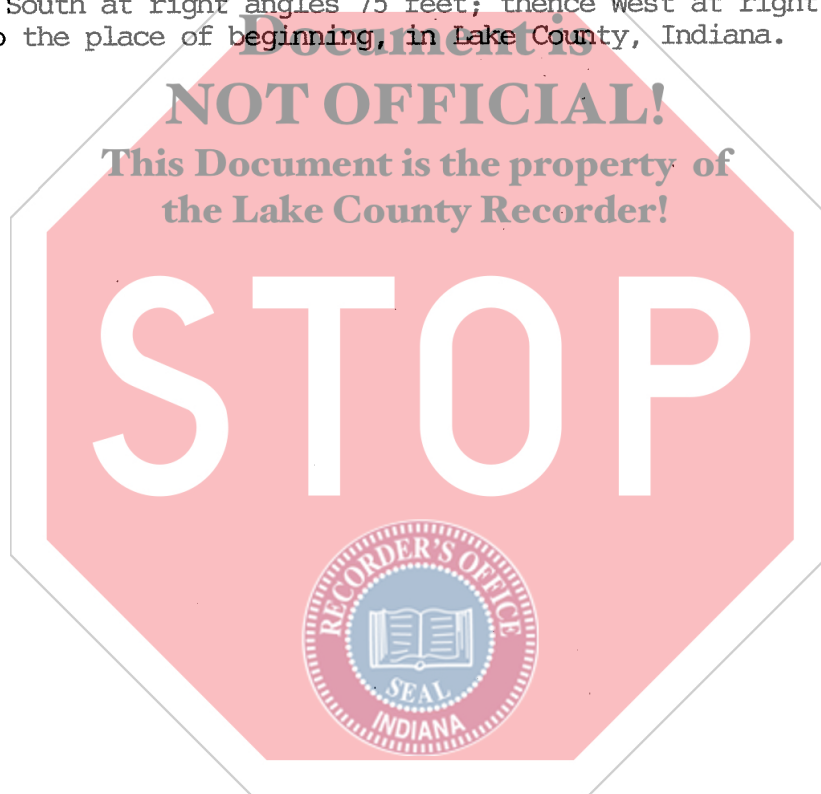 South at right angles 75 feet; thence West at right
the place of beginning, in Lake County, Indiana.
Document is
NOT OFFICIAL!
This Document is the property of
the Lake County Recorder!
STOP
RECORDER'S OFFICE
SEAL
INDIANA